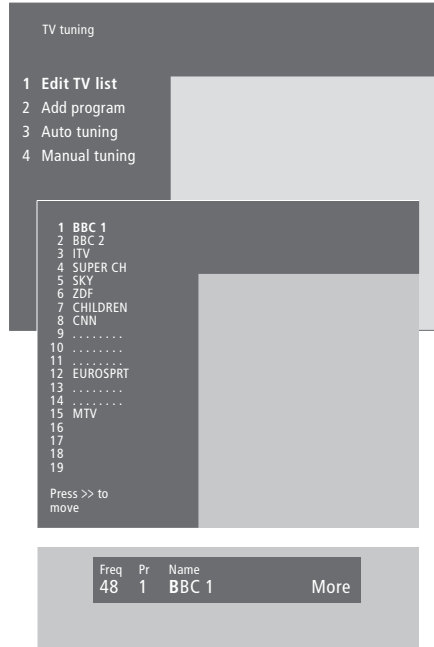 TV tuning
1 Edit TV list
2 Add program
3 Auto tuning
4 Manual tuning
1 BBC 1
2 BBC 2
3 ITV
4 SUPER CH
5 SKY
6 ZDF
7 CHILDREN
8 CNN
9 ........
10 ........
11 ........
12 EUROSPRT
13 ........
14 ........
15 MTV
16
17
18
19
Press >> to
move
Freq Pr Name
48 1 BBC 1 More